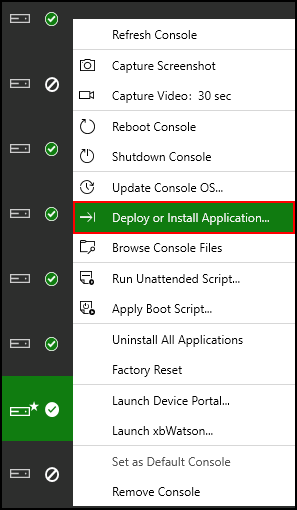 Refresh Console
Capture Screenshot
Capture Video: 30 sec
Reboot Console
Shutdown Console
Update Console OS...
Deploy or Install Application...
Browse Console Files
Run Unattended Script...
Apply Boot Script...
Uninstall All Applications
Factory Reset
Launch Device Portal...
Launch xbWatson...
Set as Default Console
Remove Console